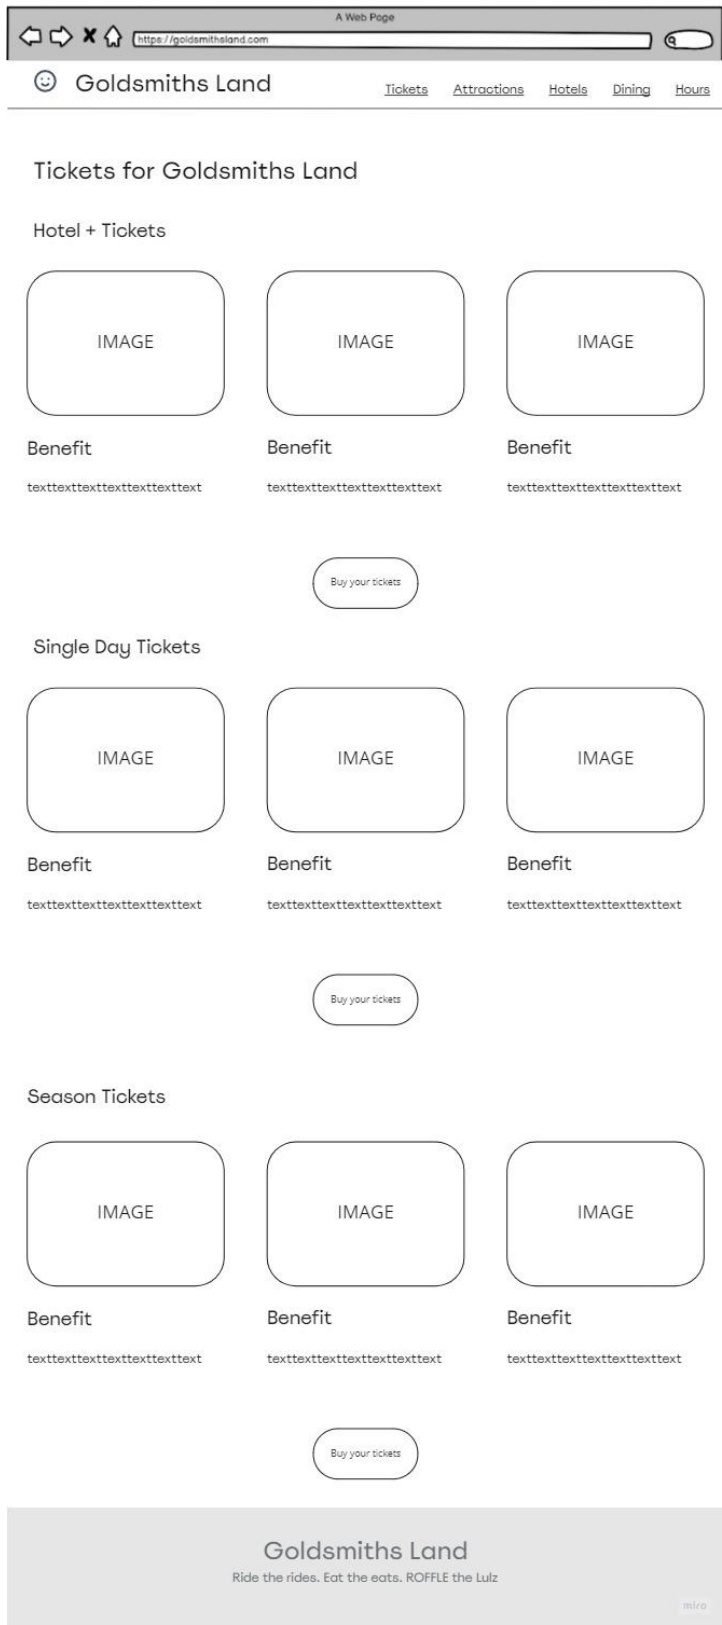 A Web Page
https://goldsmithsland.com
Goldsmiths Land Tickets Attractions Hotels Dining Hours
Tickets for Goldsmiths Land
Hotel + Tickets
IMAGE IMAGE IMAGE
Benefit Benefit Benefit
texttexttexttexttexttexttext texttexttexttexttexttexttext texttexttexttexttexttexttext
Buy your tickets
Single Day Tickets
IMAGE IMAGE IMAGE
Benefit Benefit Benefit
texttexttexttexttexttexttext texttexttexttexttexttexttext texttexttexttexttexttexttext
Buy your tickets
Season Tickets
IMAGE IMAGE IMAGE
Benefit Benefit Benefit
texttexttexttexttexttexttext texttexttexttexttexttexttext texttexttexttexttexttexttext
Buy your tickets
Goldsmiths Land
Ride the rides. Eat the eats. ROFFLE the Lulz
miro